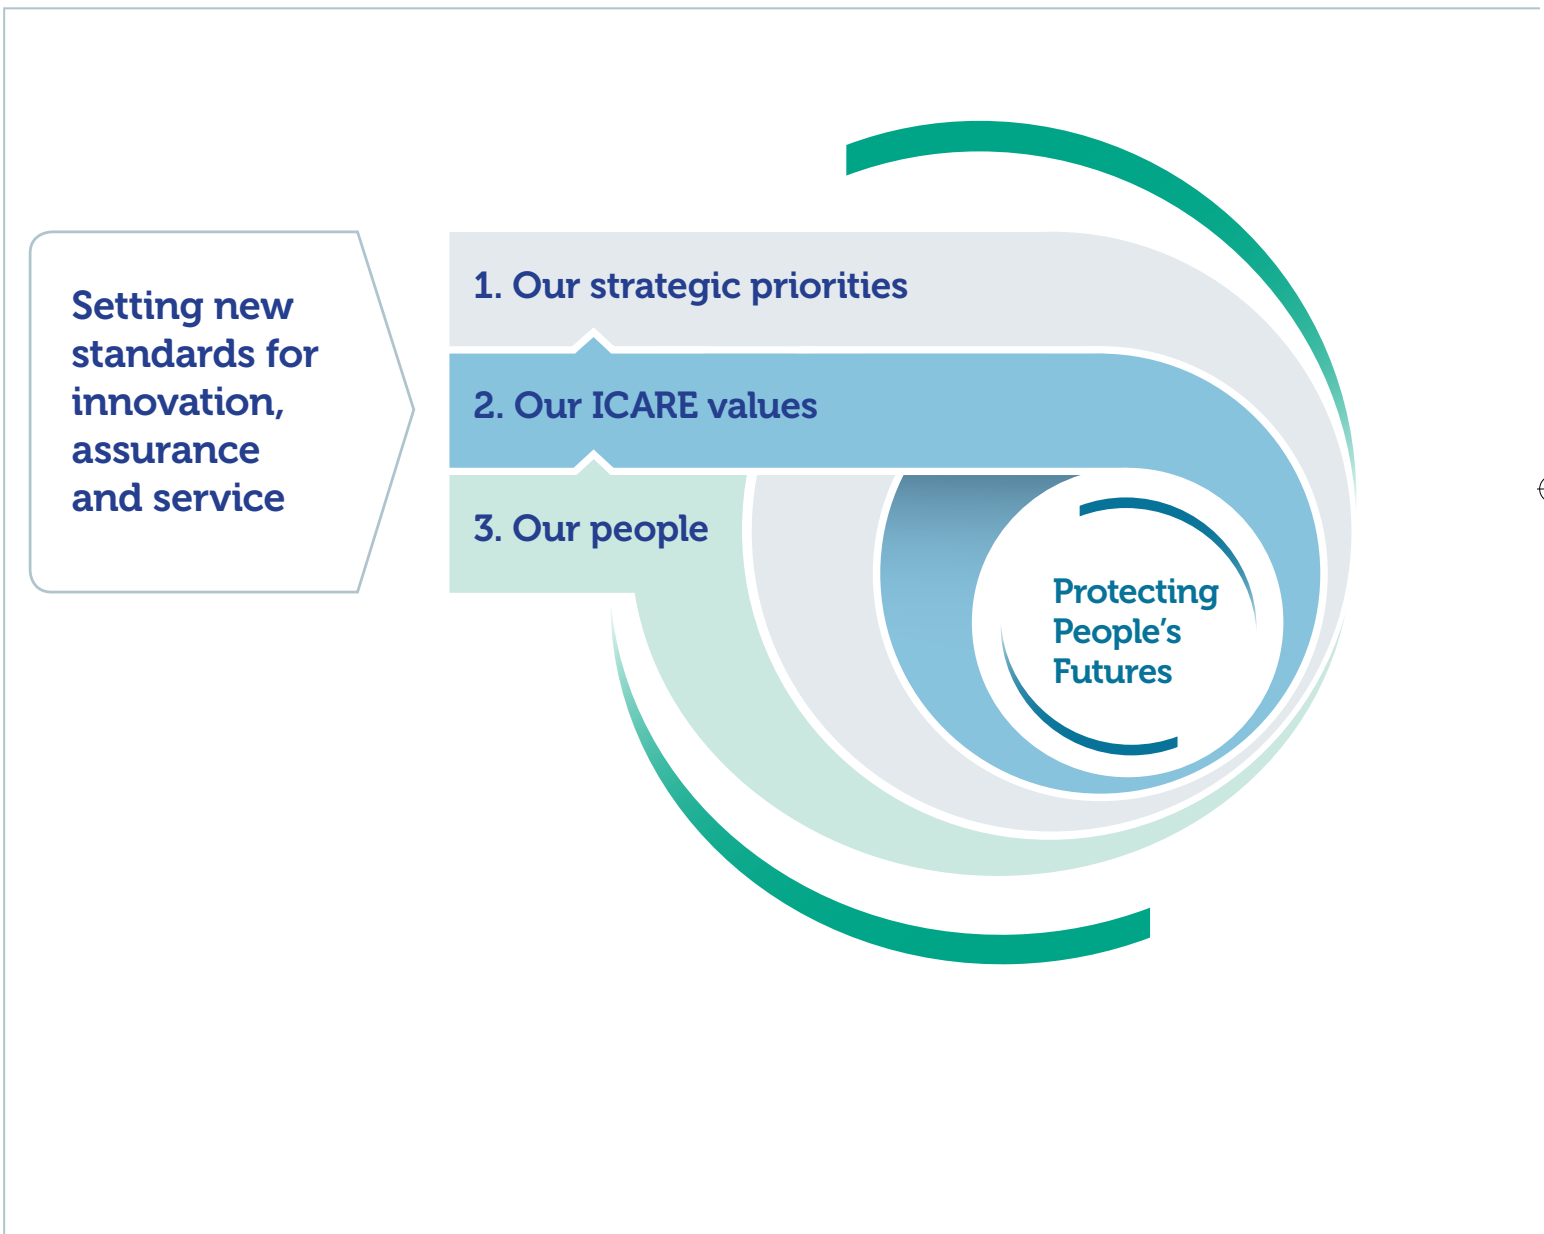 Setting new
standards for
innovation,
assurance
and service
1. Our strategic priorities
2. Our ICARE values
3. Our people
Protecting
People’s
Futures